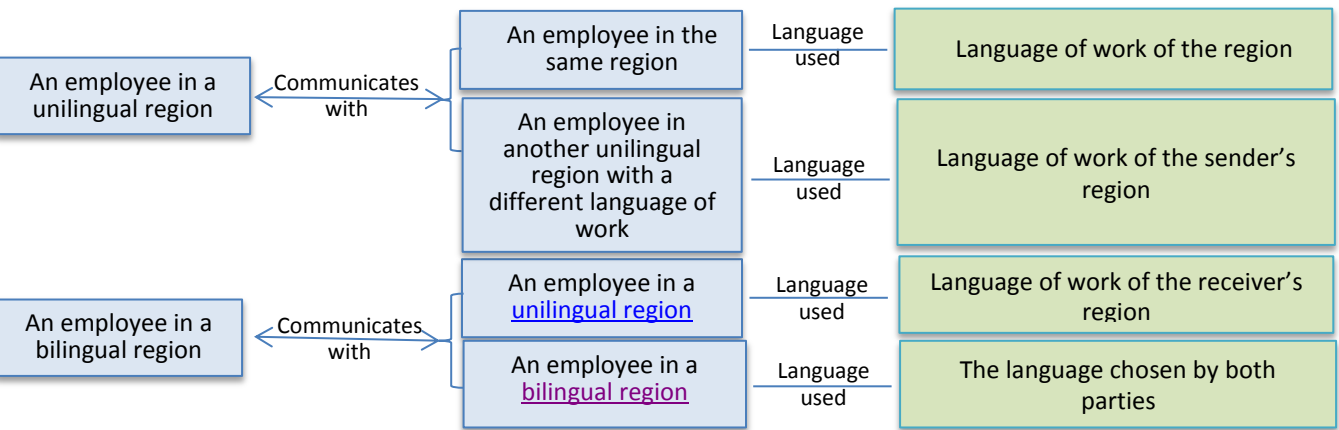 An employee in a
unilingual region
Communicates
with
An employee in the
same region
Language
used
Language of work of the region
An employee in
another unilingual
region with a
different language of
work
Language
used
Language of work of the sender’s
region
An employee in a
bilingual region
Communicates
with
An employee in a
unilingual region
Language
used
Language of work of the receiver’s
region
An employee in a
bilingual region
Language
used
The language chosen by both
parties